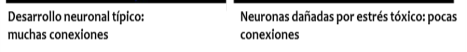 Desarrollo neuronal típico:
muchas conexiones
Neuronas dañadas por estrés tóxico: pocas
conexiones